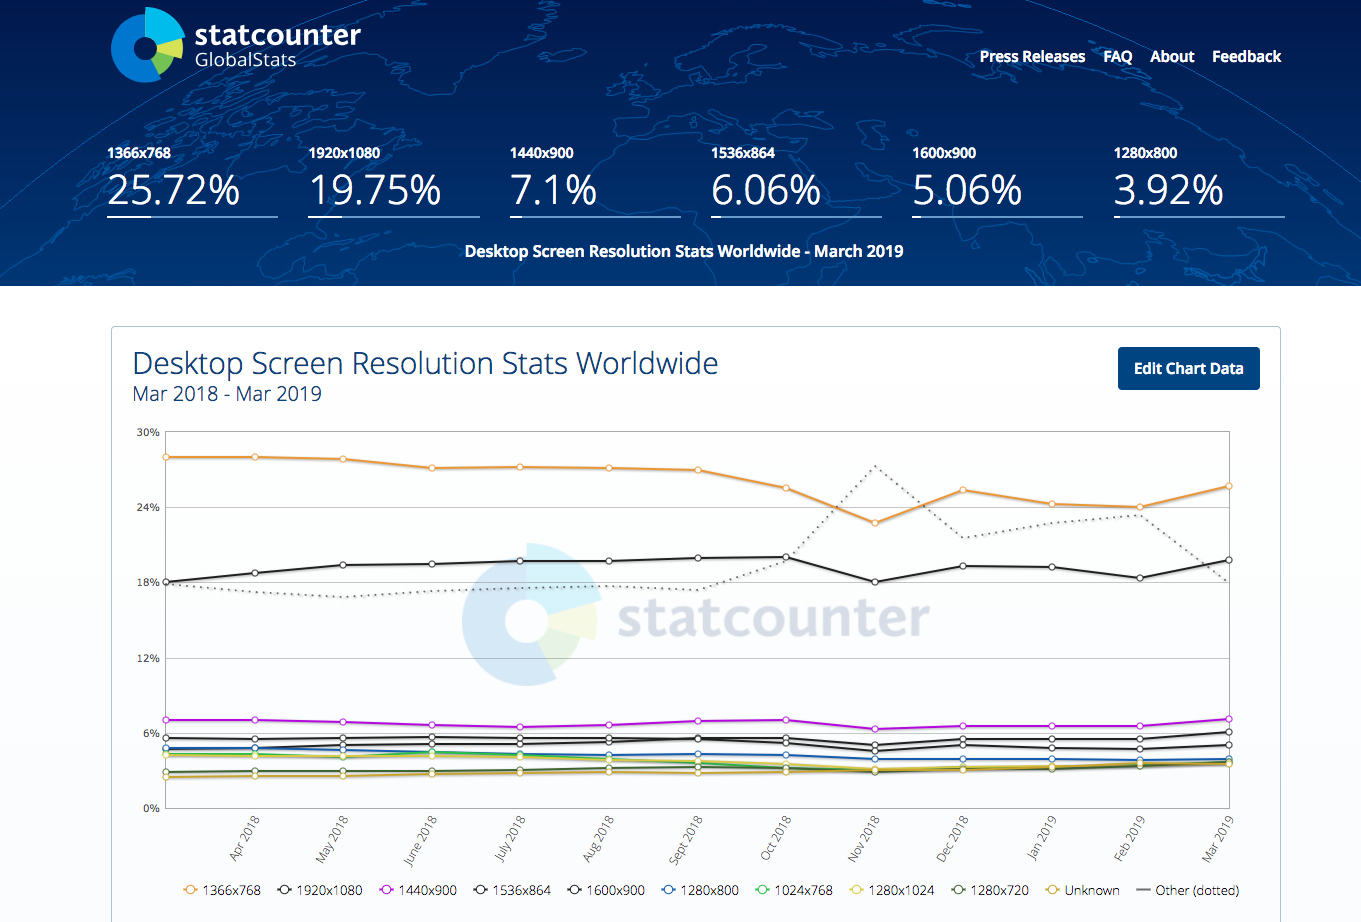 statcounter
GlobalStats
Press Releases FAQ About Feedback
1366x768 1920x1080 1440x900 1536x864 1600x900 1280x800
25.72% 19.75% 7.1% 6.06% 5.06% 3.92%
Desktop Screen Resolution Stats Worldwide - March 2019
Desktop Screen Resolution Stats Worldwide
Mar 2018 - Mar 2019
Edit Chart Data
30%
24%
18%
statcounter
12%
6%
0%
Apr 2018 May 2018 June 2018 July 2018 Aug 2018 Sept 2018 Oct 2018 Nov 2018 Dec 2018 Jan 2019 Feb 2019 Mar 2019
1366x768 1920x1080 1440x900 1536x864 1600x900 1280x800 1024x768 1280x1024 1280x720 Unknown Other (dotted)